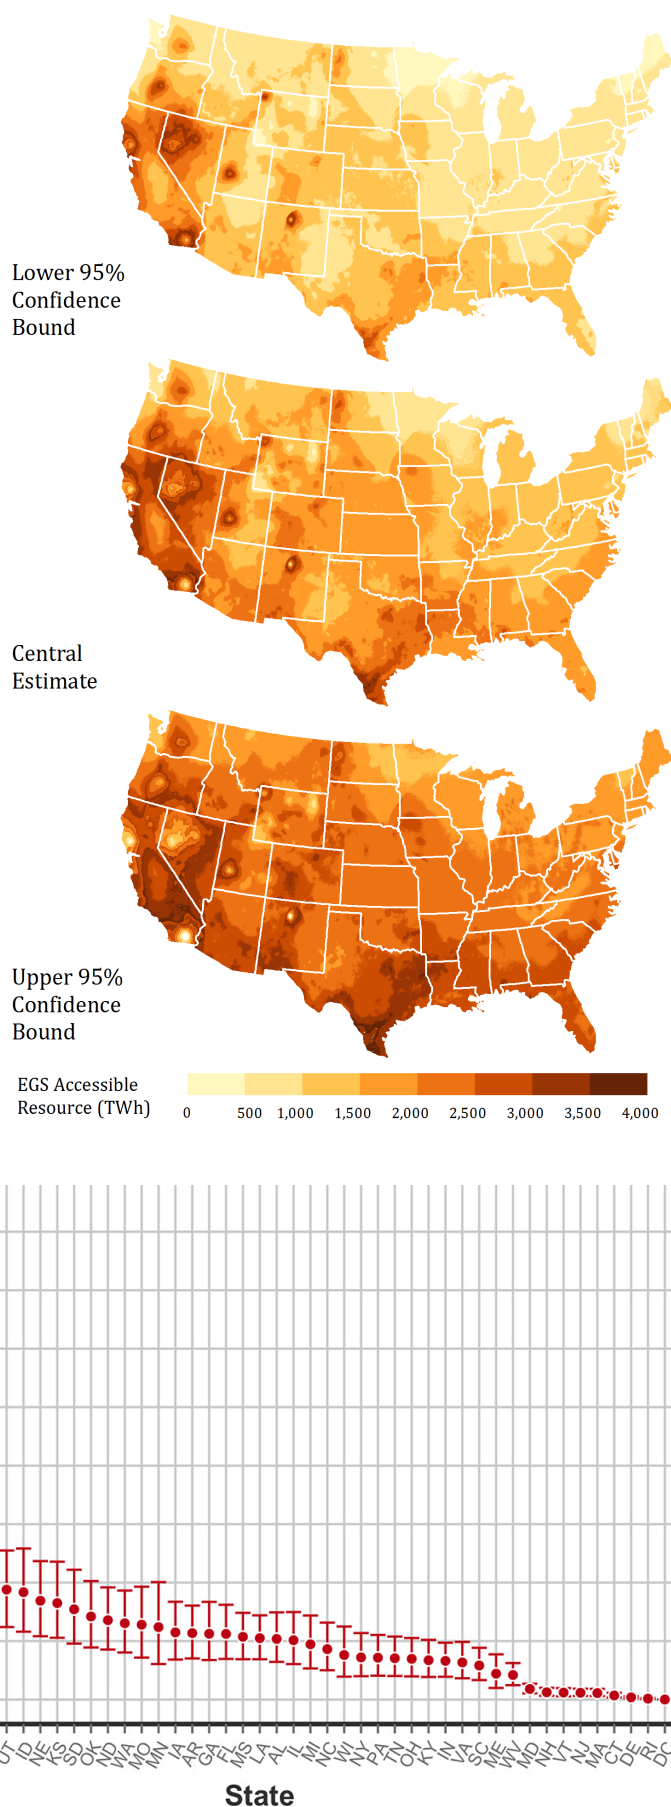 Lower 95%
Confidence
Bound
Central
Estimate
Upper 95%
Confidence
Bound
EGS Accessible
Resource (TWh)
0 500 1,000 1,500 2,000 2,500 3,000 3,500 4,000
UT ID NE KS SD OK ND WA MO MN IA AR GA FL MS LA AL IL MI NC WI NY PA TN OH KY IN VA SC ME WV MD NH VT NJ MA CT DE RI DC
State